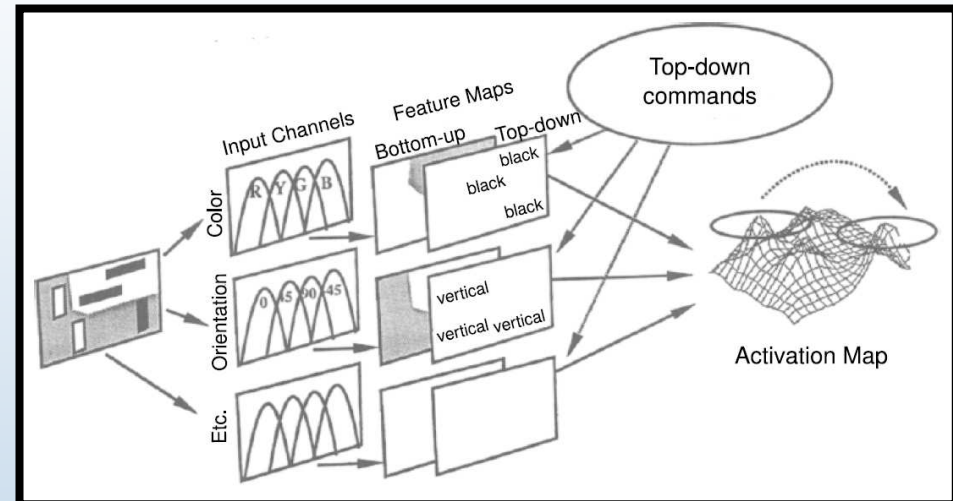 Top-down
commands
Feature Maps
Input Channels
Bottom-up
Top-down
Color
R Y G B
black
black
black
Orientation
0 45 90 -45
vertical
vertical vertical
Activation Map
Etc.